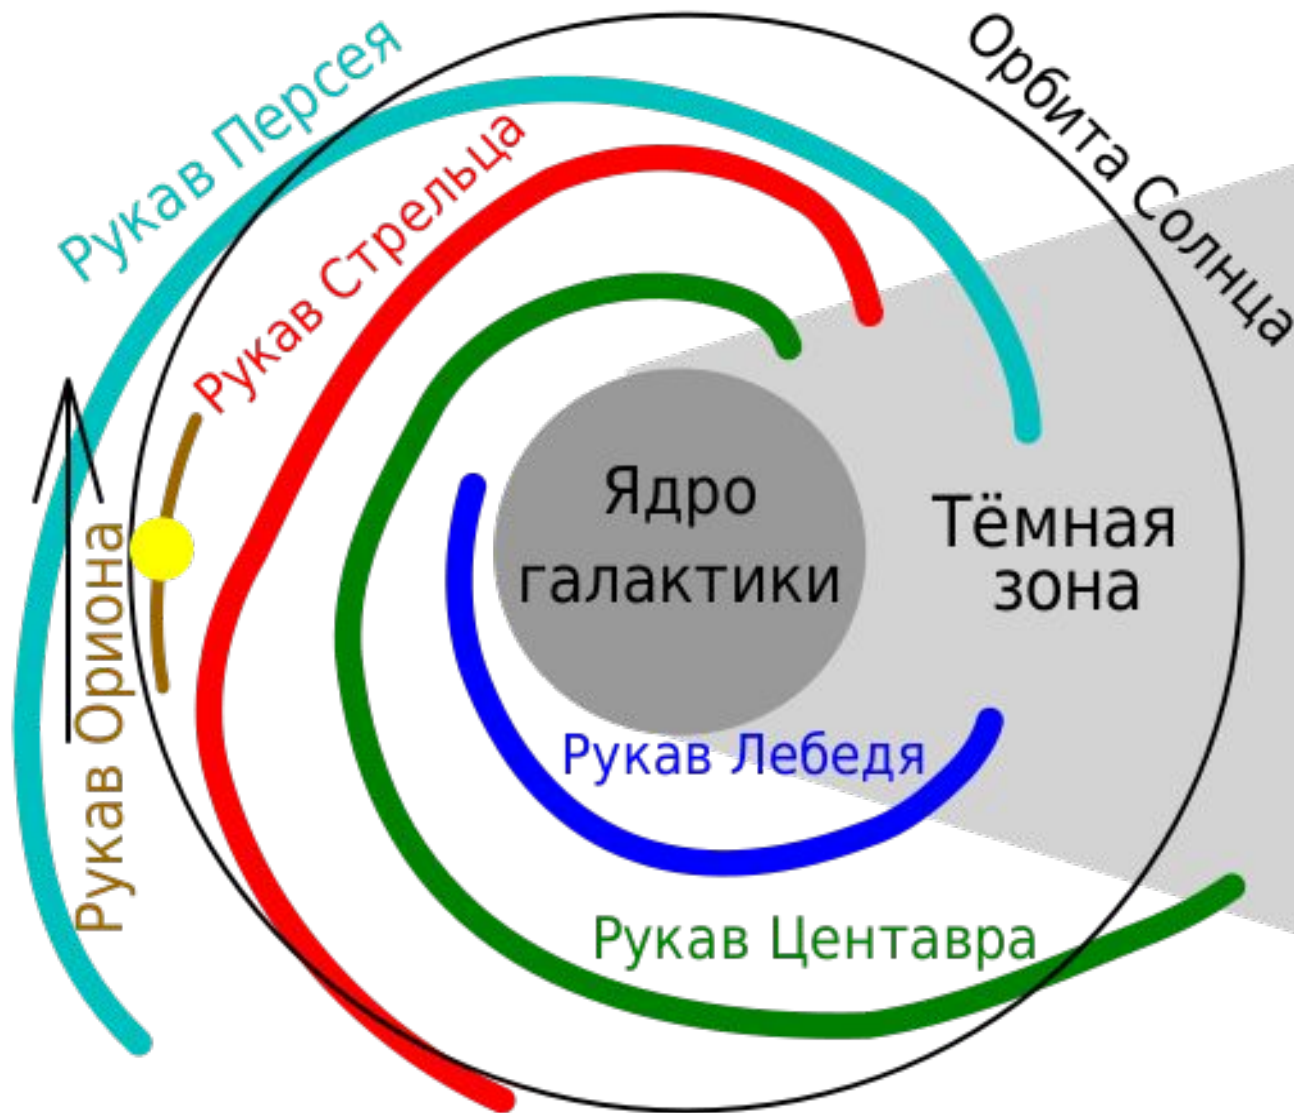 Рукав Персея
Орбита Солнца
Рукав Стрельца
Рукав Ориона
Ядро
галактики
Тёмная
зона
Рукав Лебедя
Рукав Центавра